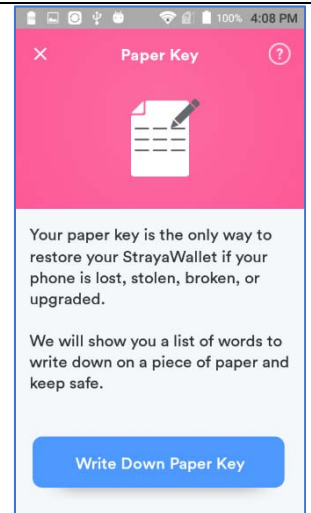 100% 4:08 PM
× Paper Key ?
Your paper key is the only way to
restore your StrayaWallet if your
phone is lost, stolen, broken, or
upgraded.
We will show you a list of words to
write down on a piece of paper and
keep safe.
Write Down Paper Key